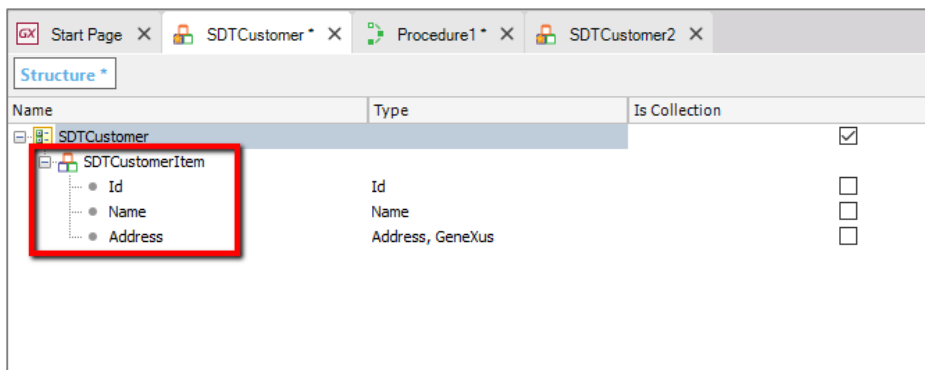 GX Start Page SDTCustomer * Procedure1 * SDTCustomer2
Structure *
Name Type Is Collection
SDTCustomer
SDTCustomerItem
Id Id
Name Name
Address Address, GeneXus